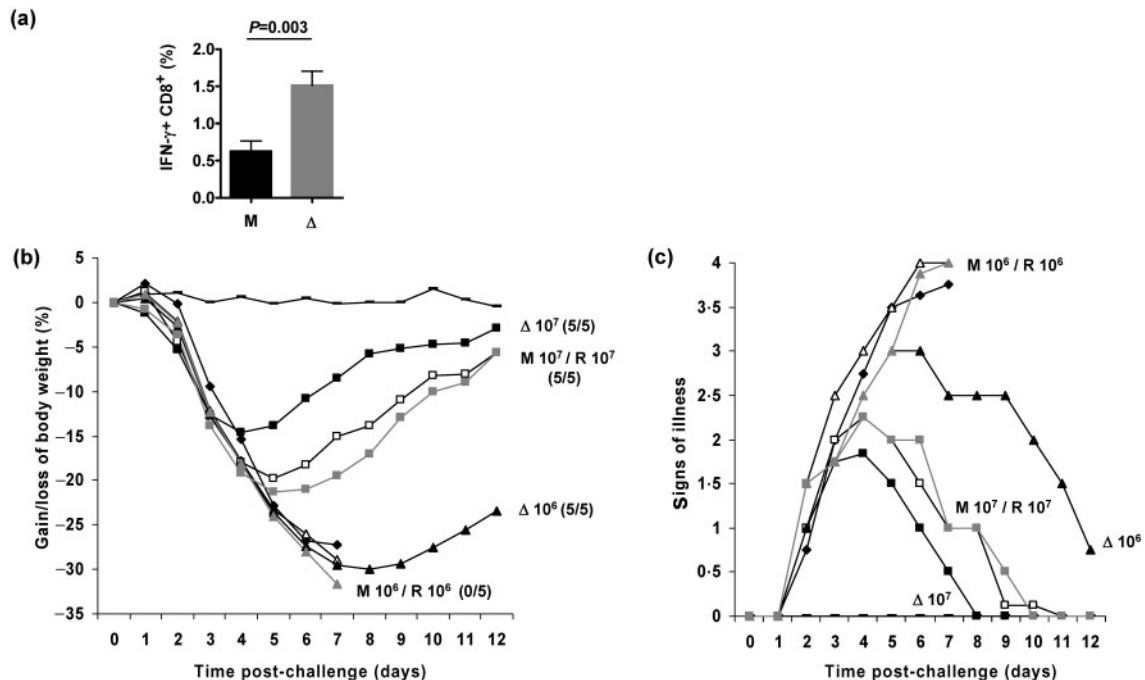 (a)
P=0.003
IFN-γ+ CD8⁺ (%)
2.0
1.5
1.0
0.5
0.0
M Δ
(b)
Gain/loss of body weight (%)
5
0
−5
−10
−15
−20
−25
−30
−35
Δ 10⁷ (5/5)
M 10⁷ / R 10⁷
(5/5)
Δ 10⁶ (5/5)
M 10⁶ / R 10⁶ (0/5)
0 1 2 3 4 5 6 7 8 9 10 11 12
Time post-challenge (days)
(c)
Signs of illness
4
3·5
3
2·5
2
1·5
1
0·5
0
M 10⁶ / R 10⁶
M 10⁷ / R 10⁷
Δ 10⁶
Δ 10⁷
0 1 2 3 4 5 6 7 8 9 10 11 12
Time post-challenge (days)